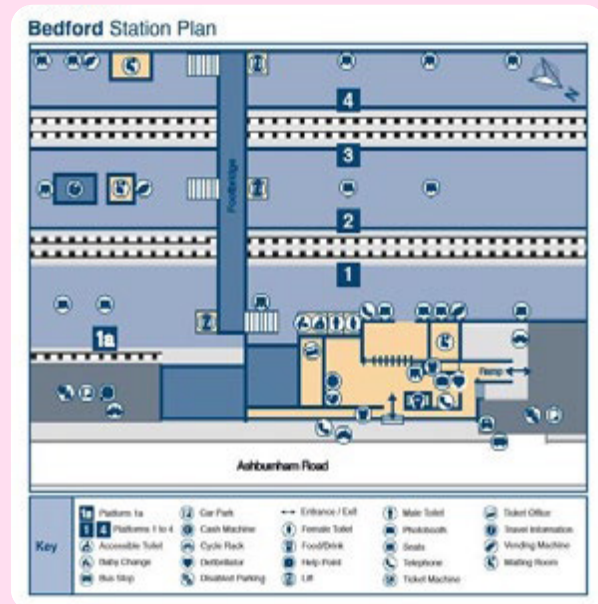 Bedford Station Plan
4
3
Footbridge
2
1
1a
Ramp
N
Ashburnham Road
Key
1a Platform 1a
1 4 Platforms 1 to 4
Accessible Toilet
Baby Change
Bus Stop
Car Park
Cash Machine
Cycle Rack
Defibrillator
Disabled Parking
Entrance / Exit
Female Toilet
Food/Drink
Help Point
Lift
Male Toilet
Photobooth
Seats
Telephone
Ticket Machine
Ticket Office
Travel Information
Vending Machine
Waiting Room